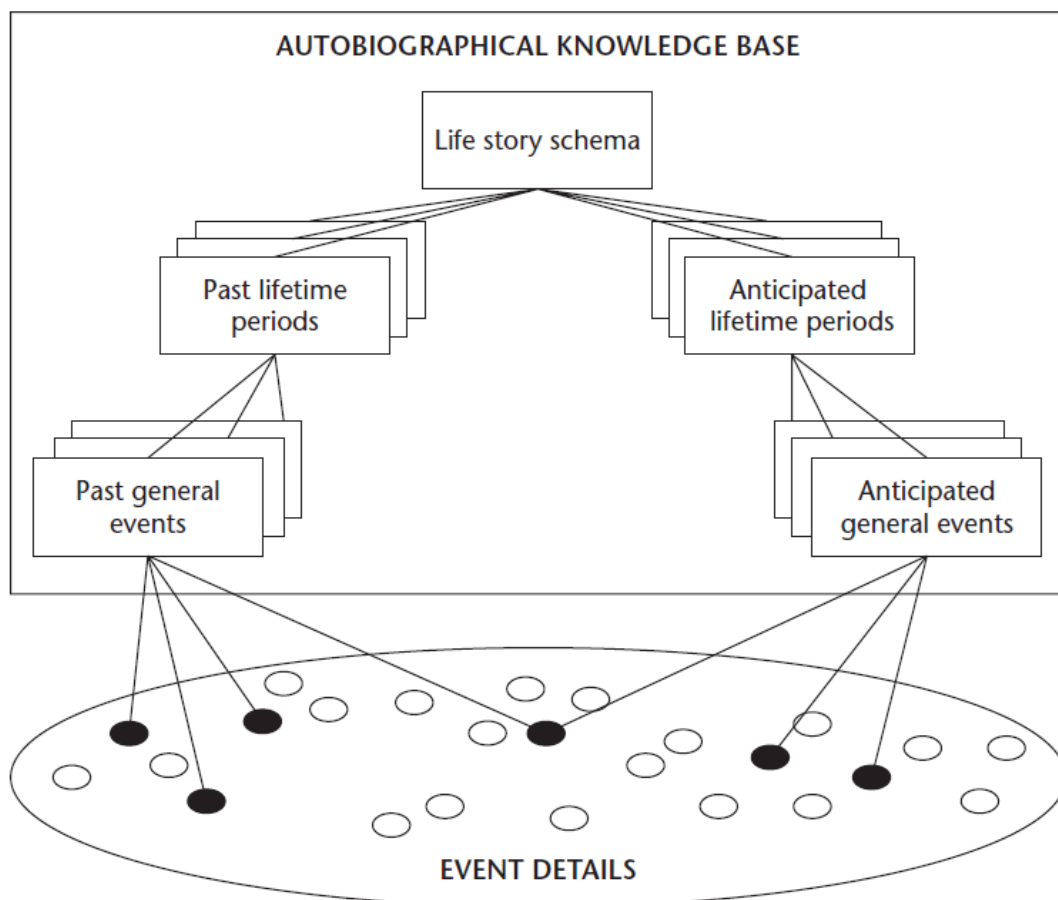 AUTOBIOGRAPHICAL KNOWLEDGE BASE
Life story schema
Past lifetime
periods
Anticipated
lifetime periods
Past general
events
Anticipated
general events
EVENT DETAILS